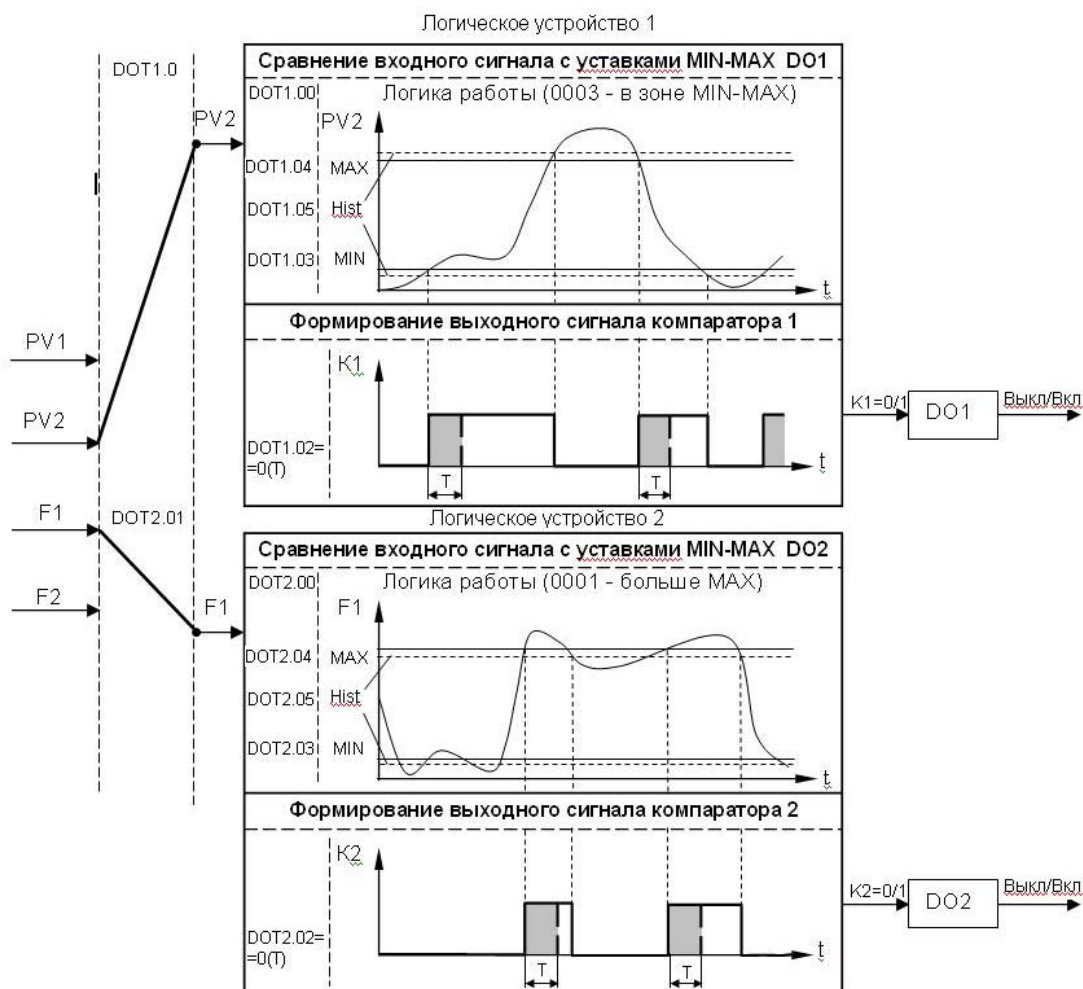 Логическое устройство 1
DOT1.0
PV1
PV2
F1
DOT2.01
F2
PV2
F1
Сравнение входного сигнала с уставками MIN-MAX DO1
DOT1.00
Логика работы (0003 - в зоне MIN-MAX)
PV2
DOT1.04
MAX
DOT1.05
Hist
DOT1.03
MIN
t
Формирование выходного сигнала компаратора 1
K1
DOT1.02=
=0(T)
T
T
t
K1=0/1
DO1
Выкл/Вкл
Логическое устройство 2
Сравнение входного сигнала с уставками MIN-MAX DO2
DOT2.00
Логика работы (0001 - больше MAX)
F1
DOT2.04
MAX
DOT2.05
Hist
DOT2.03
MIN
t
Формирование выходного сигнала компаратора 2
K2
DOT2.02=
=0(T)
T
T
t
K2=0/1
DO2
Выкл/Вкл